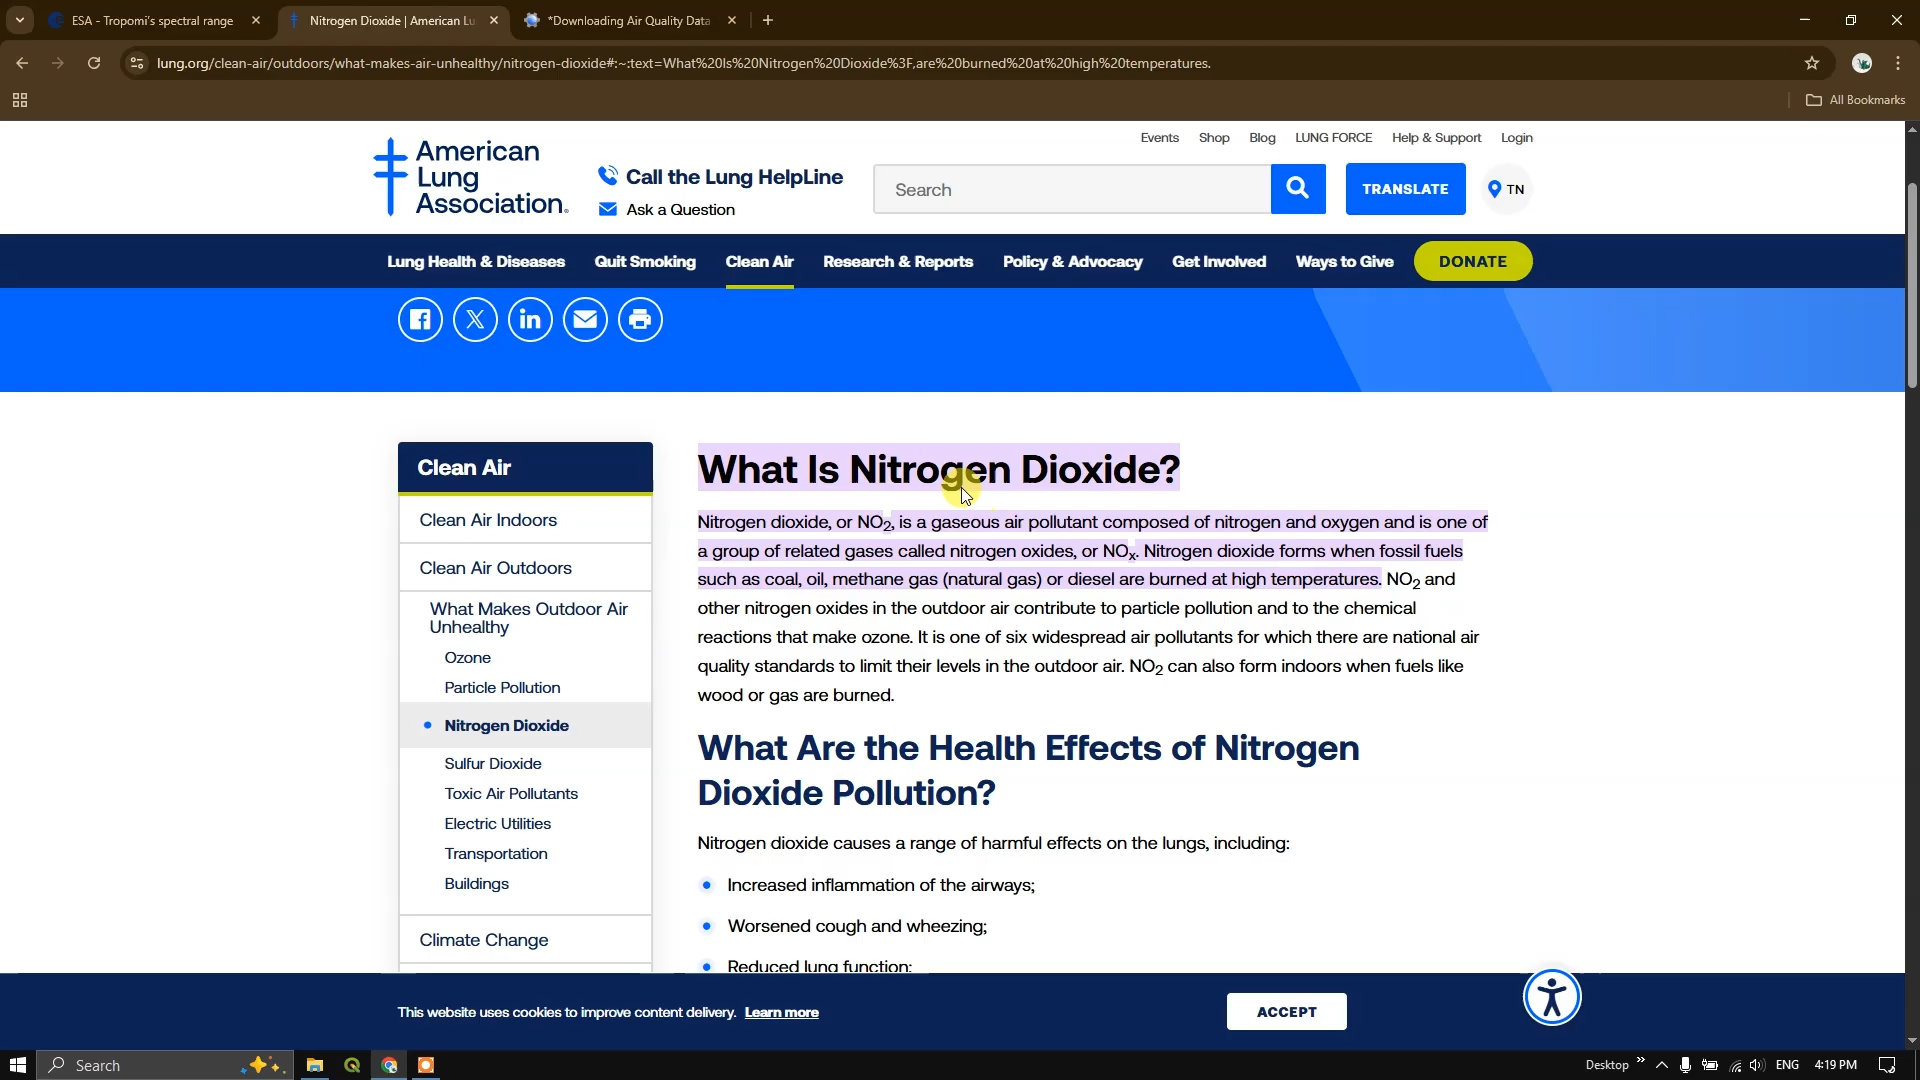 ESA - Tropomi's spectral range
Nitrogen Dioxide | American Lu
*Downloading Air Quality Data
lung.org/clean-air/outdoors/what-makes-air-unhealthy/nitrogen-dioxide#:~:text=What%20Is%20Nitrogen%20Dioxide%3F,are%20burned%20at%20high%20temperatures.
All Bookmarks
Events Shop Blog LUNG FORCE Help & Support Login
American
Lung
Association.
Call the Lung HelpLine
Ask a Question
Search
TRANSLATE
TN
Lung Health & Diseases Quit Smoking Clean Air Research & Reports Policy & Advocacy Get Involved Ways to Give DONATE
Clean Air
Clean Air Indoors
Clean Air Outdoors
What Makes Outdoor Air
Unhealthy
Ozone
Particle Pollution
Nitrogen Dioxide
Sulfur Dioxide
Toxic Air Pollutants
Electric Utilities
Transportation
Buildings
Climate Change
What Is Nitrogen Dioxide?
Nitrogen dioxide, or NO2, is a gaseous air pollutant composed of nitrogen and oxygen and is one of
a group of related gases called nitrogen oxides, or NOx. Nitrogen dioxide forms when fossil fuels
such as coal, oil, methane gas (natural gas) or diesel are burned at high temperatures. NO2 and
other nitrogen oxides in the outdoor air contribute to particle pollution and to the chemical
reactions that make ozone. It is one of six widespread air pollutants for which there are national air
quality standards to limit their levels in the outdoor air. NO2 can also form indoors when fuels like
wood or gas are burned.
What Are the Health Effects of Nitrogen
Dioxide Pollution?
Nitrogen dioxide causes a range of harmful effects on the lungs, including:
Increased inflammation of the airways;
Worsened cough and wheezing;
Reduced lung function;
This website uses cookies to improve content delivery. Learn more
ACCEPT
Search
Desktop
ENG
4:19 PM